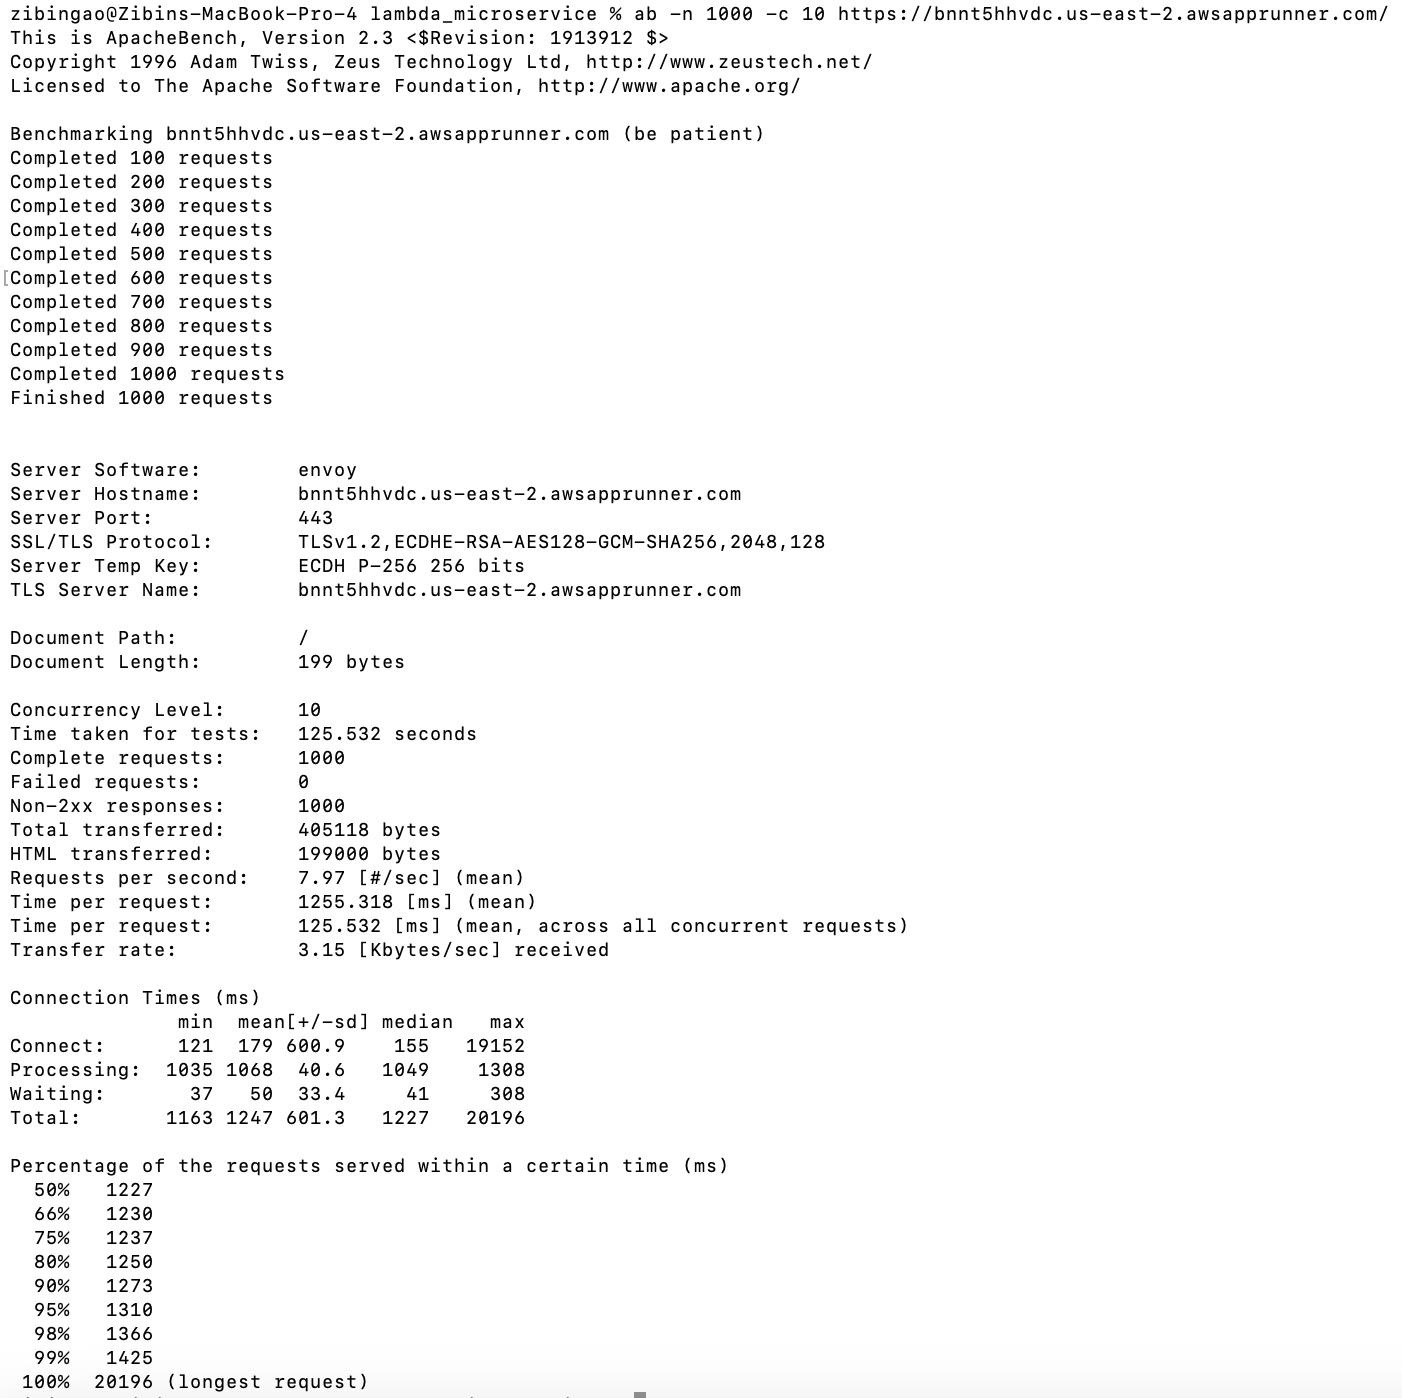 zibingao@Zibins-MacBook-Pro-4 lambda_microservice % ab -n 1000 -c 10 https://bnnt5hhvdc.us-east-2.awsapprunner.com/
This is ApacheBench, Version 2.3 <$Revision: 1913912 $>
Copyright 1996 Adam Twiss, Zeus Technology Ltd, http://www.zeustech.net/
Licensed to The Apache Software Foundation, http://www.apache.org/

Benchmarking bnnt5hhvdc.us-east-2.awsapprunner.com (be patient)
Completed 100 requests
Completed 200 requests
Completed 300 requests
Completed 400 requests
Completed 500 requests
[Completed 600 requests
Completed 700 requests
Completed 800 requests
Completed 900 requests
Completed 1000 requests
Finished 1000 requests


Server Software:        envoy
Server Hostname:        bnnt5hhvdc.us-east-2.awsapprunner.com
Server Port:            443
SSL/TLS Protocol:       TLSv1.2,ECDHE-RSA-AES128-GCM-SHA256,2048,128
Server Temp Key:        ECDH P-256 256 bits
TLS Server Name:        bnnt5hhvdc.us-east-2.awsapprunner.com

Document Path:          /
Document Length:        199 bytes

Concurrency Level:      10
Time taken for tests:   125.532 seconds
Complete requests:      1000
Failed requests:        0
Non-2xx responses:      1000
Total transferred:      405118 bytes
HTML transferred:       199000 bytes
Requests per second:    7.97 [#/sec] (mean)
Time per request:       1255.318 [ms] (mean)
Time per request:       125.532 [ms] (mean, across all concurrent requests)
Transfer rate:          3.15 [Kbytes/sec] received

Connection Times (ms)
              min  mean[+/-sd] median   max
Connect:      121  179 600.9    155   19152
Processing:  1035 1068  40.6   1049    1308
Waiting:       37   50  33.4     41     308
Total:       1163 1247 601.3   1227   20196

Percentage of the requests served within a certain time (ms)
  50%   1227
  66%   1230
  75%   1237
  80%   1250
  90%   1273
  95%   1310
  98%   1366
  99%   1425
 100%  20196 (longest request)